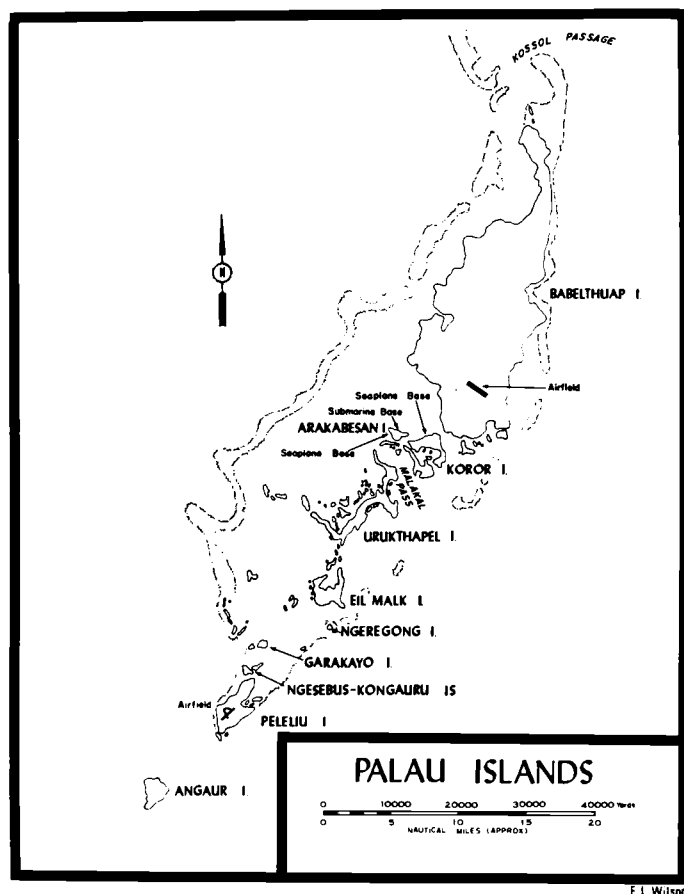 KOSSOL PASSAGE
N
BABELTHUAP I.
Airfield
Seaplane Base
Submarine Base
ARAKABESAN I.
Seaplane Base
KOROR I.
MALAKAL
PASS
URUKTHAPEL I.
EIL MALK I.
NGEREGONG I.
GARAKAYO I.
NGESEBUS-KONGAURU IS
Airfield
PELELIU I
ANGAUR I.
PALAU ISLANDS
0 10000 20000 30000 40000 Yards
0 5 10 15 20
NAUTICAL MILES (APPROX)
E. L. Wilson